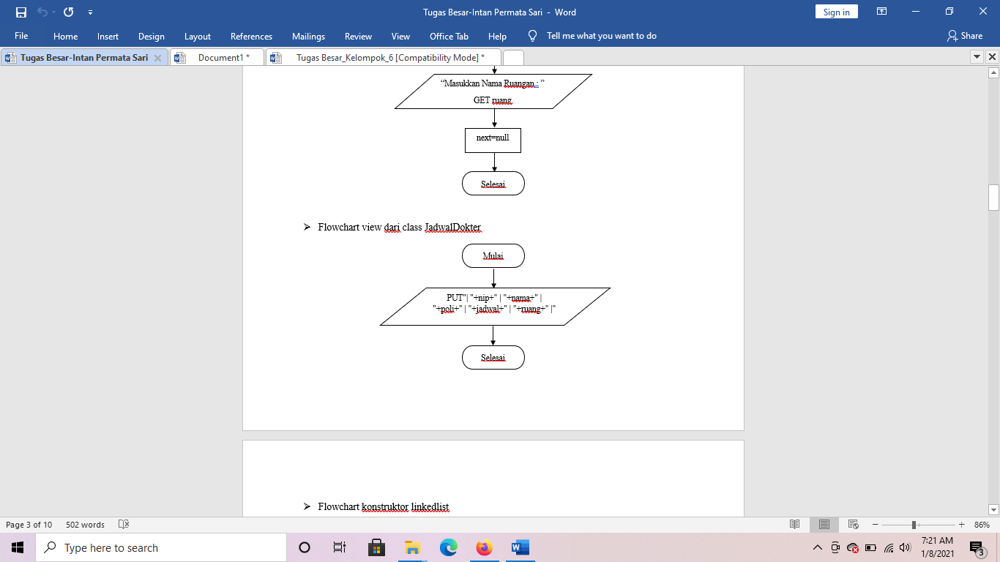 Tugas Besar-Intan Permata Sari - Word
Sign in
File Home Insert Design Layout References Mailings Review View Office Tab Help Tell me what you want to do Share
Tugas Besar-Intan Permata Sari Document1 * Tugas Besar_Kelompok_6 [Compatibility Mode] *
“Masukkan Nama Ruangan : ”
GET ruang
next=null
Selesai
Flowchart view dari class JadwalDokter
Mulai
PUT"| "+nip+" | "+nama+" |
"+poli+" | "+jadwal+" | "+ruang+" |"
Selesai
Flowchart konstruktor linkedlist
Page 3 of 10 502 words 86%
Type here to search
7:21 AM
1/8/2021
3